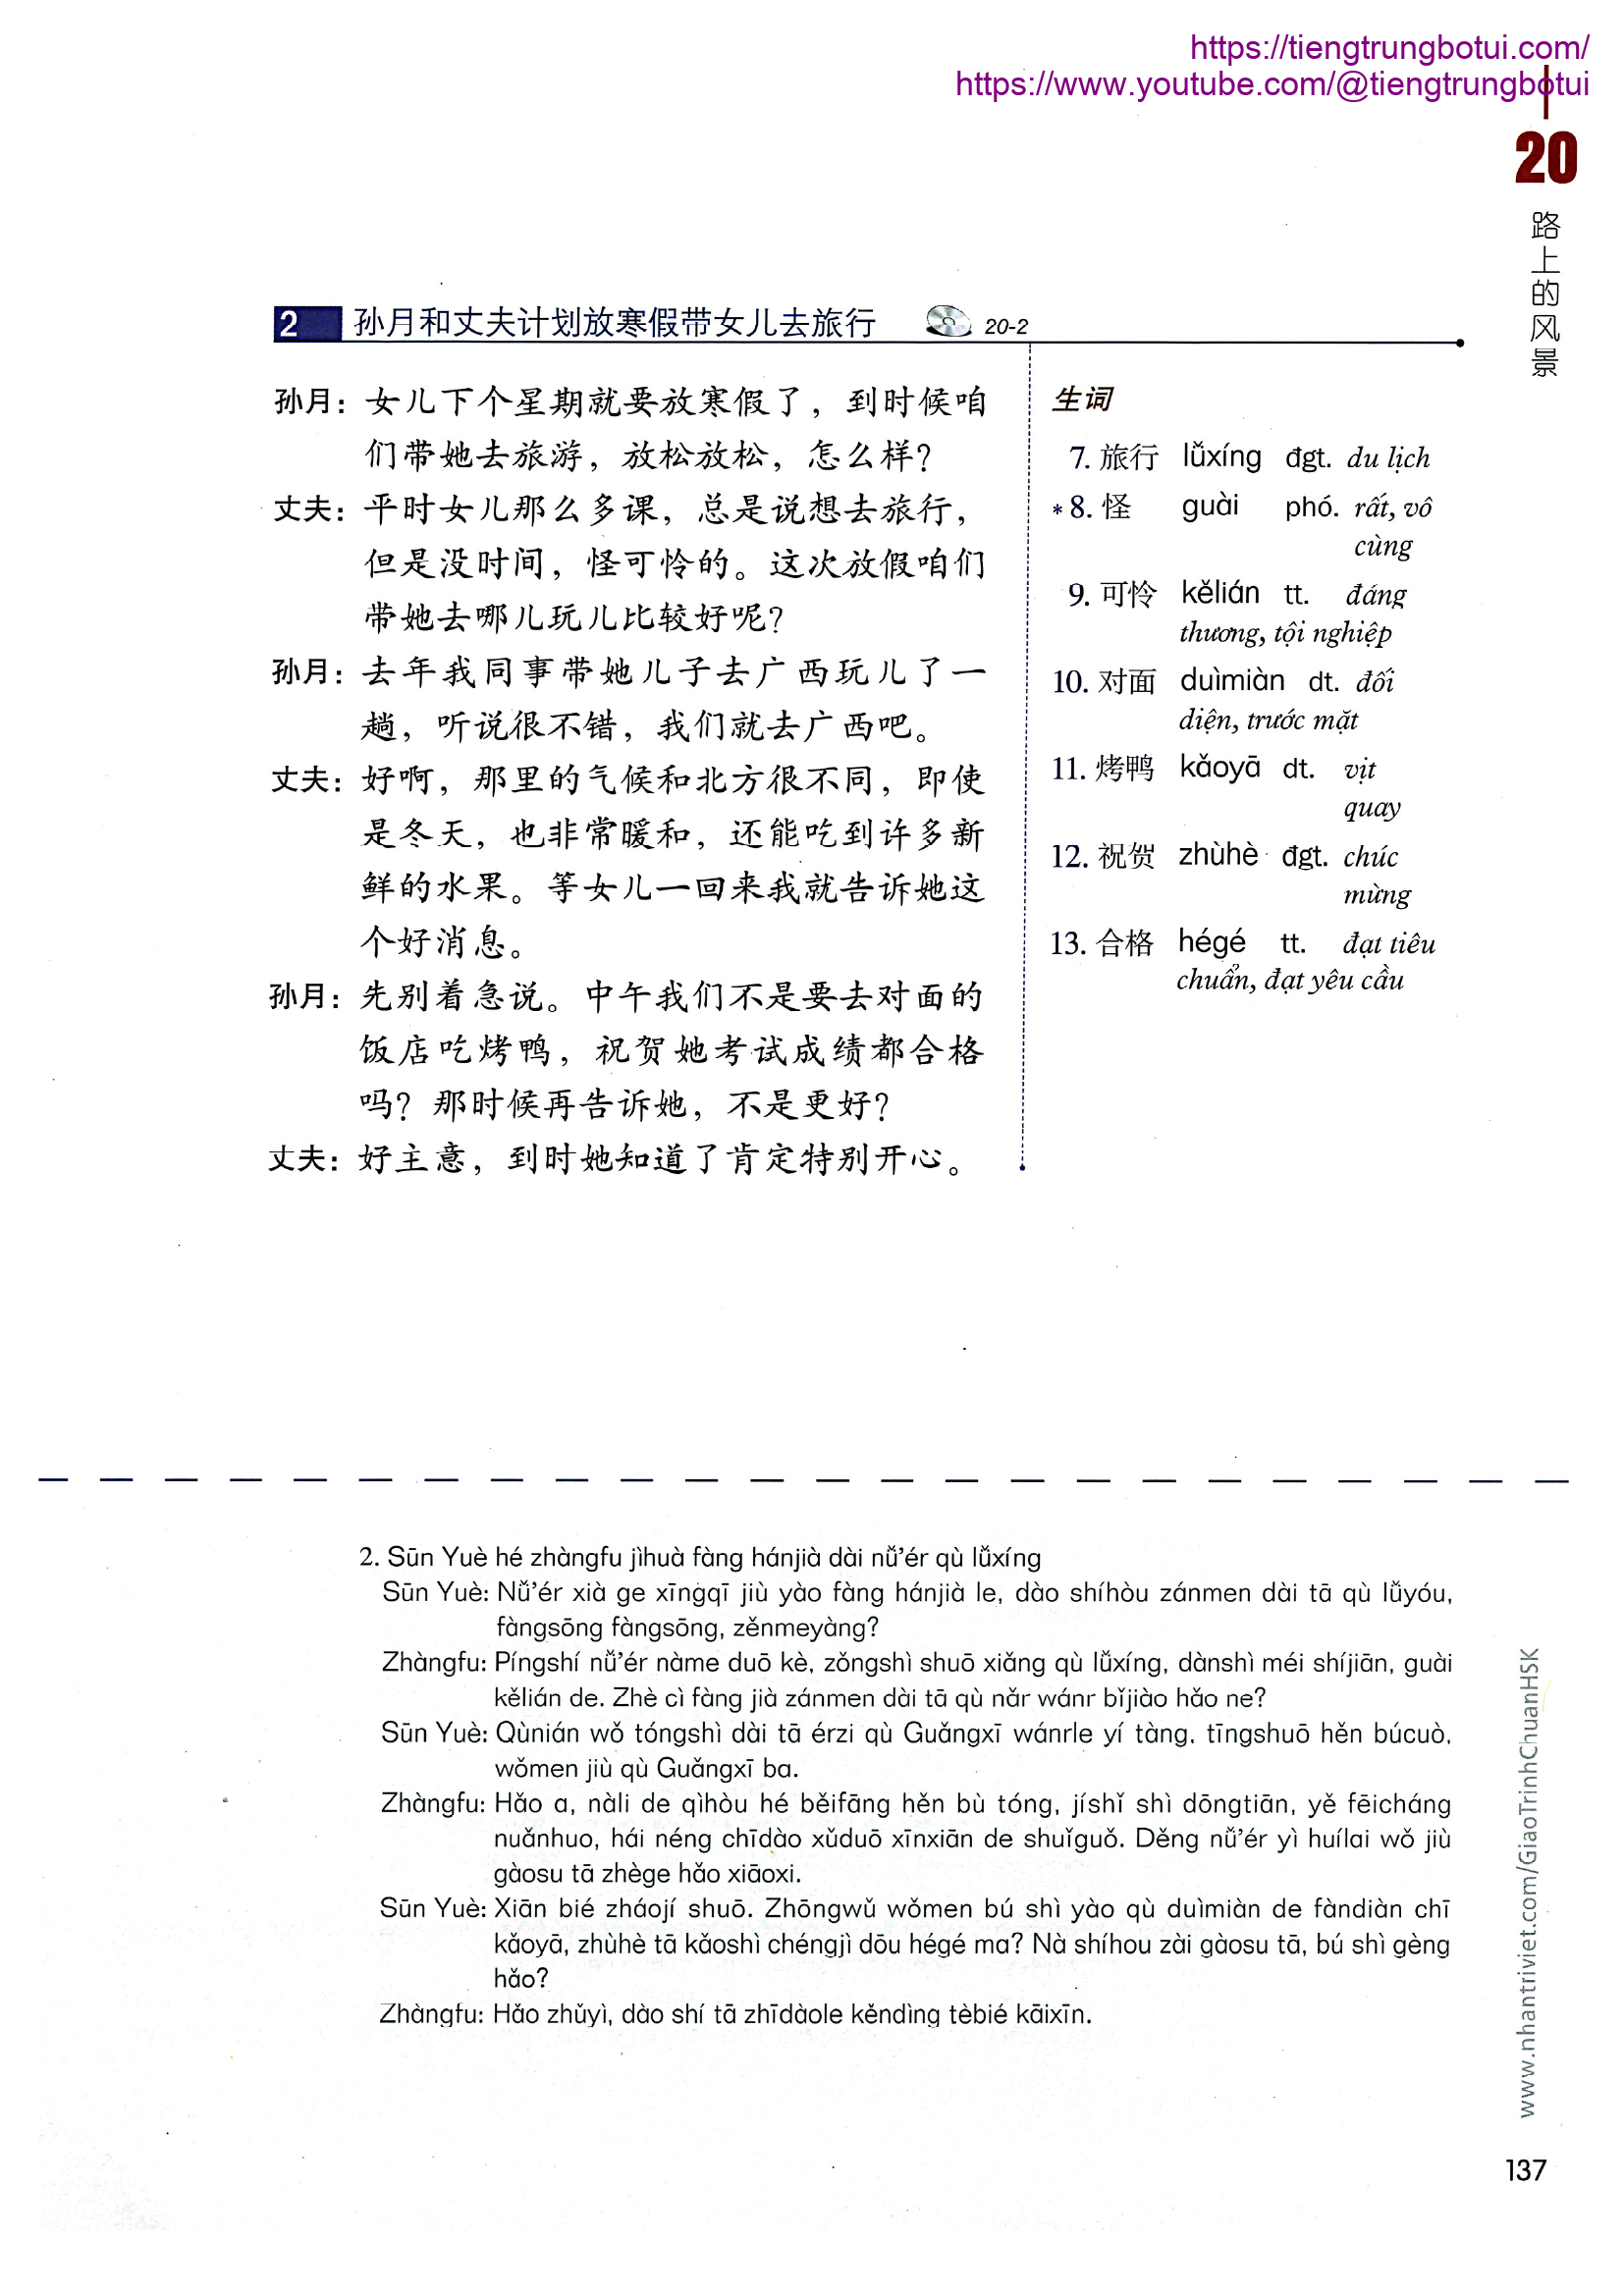 https://tiengtrungbotui.com/
https://www.youtube.com/@tiengtrungbotui
20
路上的风景
2 孙月和丈夫计划放寒假带女儿去旅行 20-2
孙月：女儿下个星期就要放寒假了，到时候咱
们带她去旅游，放松放松，怎么样？
丈夫：平时女儿那么多课，总是说想去旅行，
但是没时间，怪可怜的。这次放假咱们
带她去哪儿玩儿比较好呢？
孙月：去年我同事带她儿子去广西玩儿了一
趟，听说很不错，我们就去广西吧。
丈夫：好啊，那里的气候和北方很不同，即使
是冬天，也非常暖和，还能吃到许多新
鲜的水果。等女儿一回来我就告诉她这
个好消息。
孙月：先别着急说。中午我们不是要去对面的
饭店吃烤鸭，祝贺她考试成绩都合格
吗？那时候再告诉她，不是更好？
丈夫：好主意，到时她知道了肯定特别开心。
生词
7. 旅行 lǚxíng đgt. du lịch
*8. 怪 guài phó. rất, vô
cùng
9. 可怜 kělián tt. đáng
thương, tội nghiệp
10. 对面 duìmiàn dt. đối
diện, trước mặt
11. 烤鸭 kǎoyā dt. vịt
quay
12. 祝贺 zhùhè đgt. chúc
mừng
13. 合格 hégé tt. đạt tiêu
chuẩn, đạt yêu cầu
2. Sūn Yuè hé zhàngfu jìhuà fàng hánjià dài nǚ’ér qù lǚxíng
Sūn Yuè: Nǚ’ér xià ge xīngqī jiù yào fàng hánjià le, dào shíhòu zánmen dài tā qù lǚyóu,
fàngsōng fàngsōng, zěnmeyàng?
Zhàngfu: Píngshí nǚ’ér nàme duō kè, zǒngshì shuō xiǎng qù lǚxíng, dànshì méi shíjiān, guài
kělián de. Zhè cì fàng jià zánmen dài tā qù nǎr wánr bǐjiào hǎo ne?
Sūn Yuè: Qùnián wǒ tóngshì dài tā érzi qù Guǎngxī wánrle yí tàng, tīngshuō hěn búcuò,
wǒmen jiù qù Guǎngxī ba.
Zhàngfu: Hǎo a, nàli de qìhòu hé běifāng hěn bù tóng, jíshǐ shì dōngtiān, yě fēicháng
nuǎnhuo, hái néng chīdào xǔduō xīnxiān de shuǐguǒ. Děng nǚ’ér yì huílai wǒ jiù
gàosu tā zhège hǎo xiāoxi.
Sūn Yuè: Xiān bié zháojí shuō. Zhōngwǔ wǒmen bú shì yào qù duìmiàn de fàndiàn chī
kǎoyā, zhùhè tā kǎoshì chéngjì dōu hégé ma? Nà shíhou zài gàosu tā, bú shì gèng
hǎo?
Zhàngfu: Hǎo zhǔyì, dào shí tā zhīdàole kěndìng tèbié kāixīn.
www.nhantriviet.com/GiaoTrinhChuanHSK
137